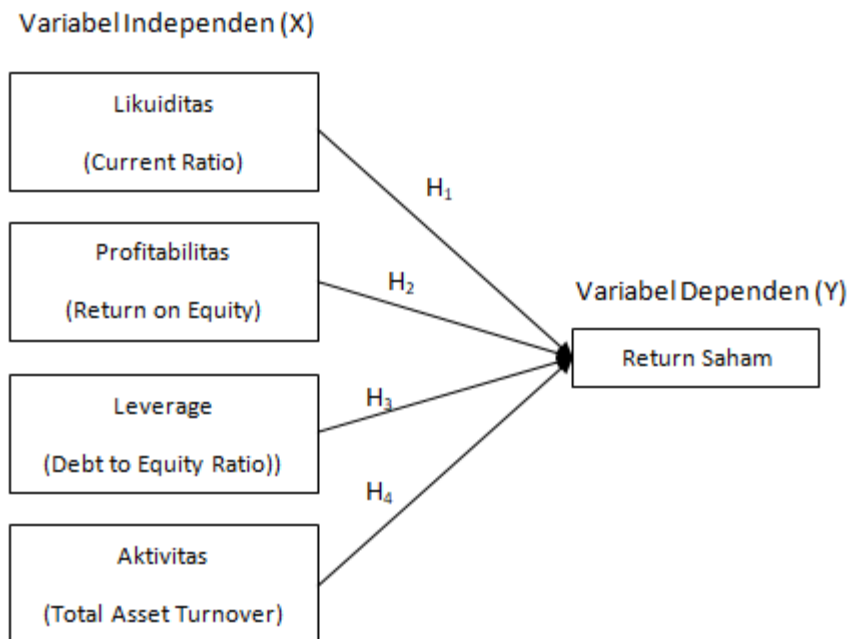 Variabel Independen (X)
Likuiditas
(Current Ratio)
H₁
Profitabilitas
(Return on Equity)
H₂
Variabel Dependen (Y)
Return Saham
Leverage
(Debt to Equity Ratio))
H₃
Aktivitas
(Total Asset Turnover)
H₄